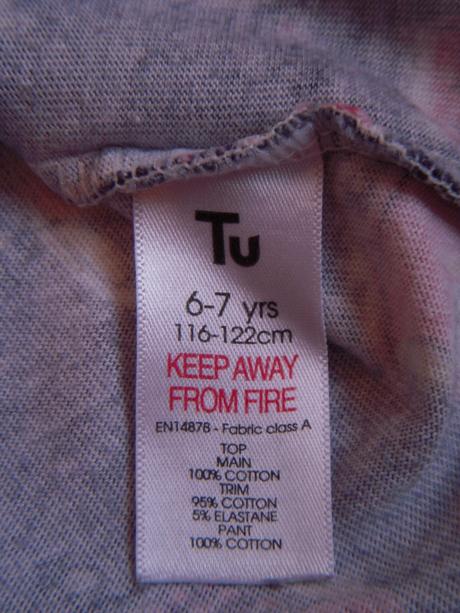 Tu
6-7 yrs
116-122cm
KEEP AWAY
FROM FIRE
EN14878 - Fabric class A
TOP
MAIN
100% COTTON
TRIM
95% COTTON
5% ELASTANE
PANT
100% COTTON